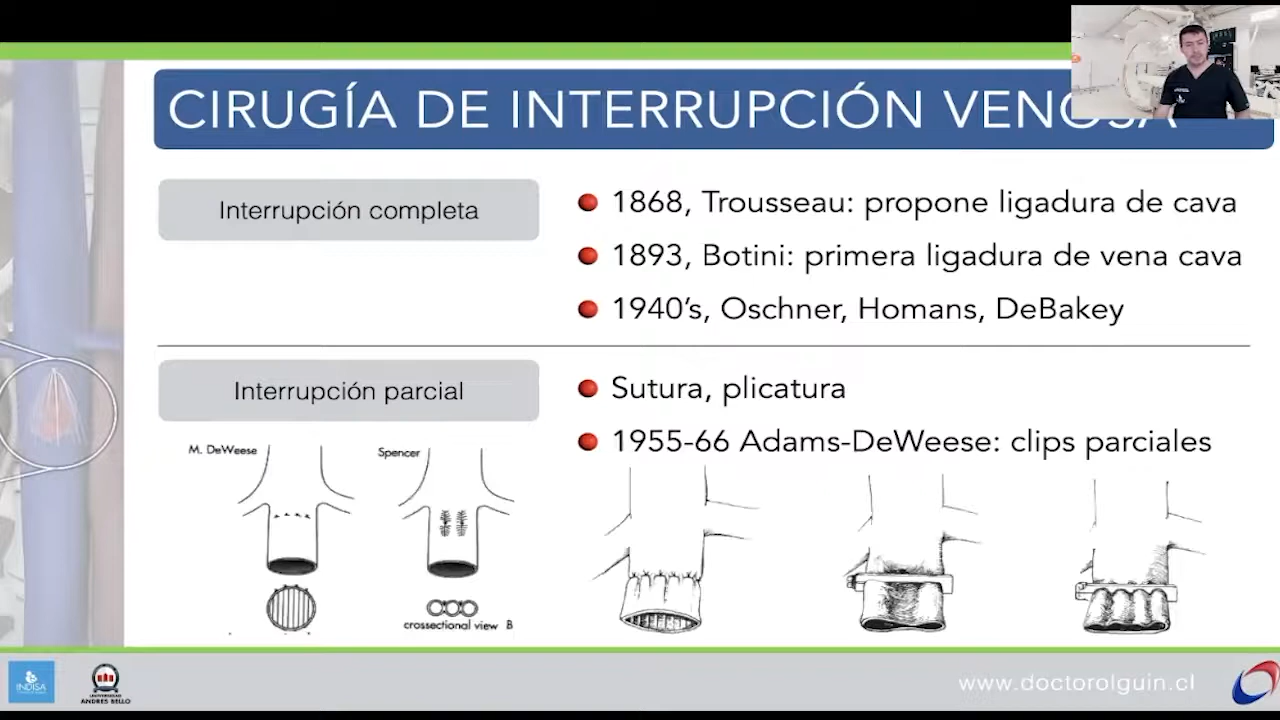 CIRUGÍA DE INTERRUPCIÓN VENOSA
Interrupción completa
1868, Trousseau: propone ligadura de cava
1893, Botini: primera ligadura de vena cava
1940’s, Oschner, Homans, DeBakey
Interrupción parcial
Sutura, plicatura
1955-66 Adams-DeWeese: clips parciales
M. DeWeese
Spencer
crossectional view B
INDISA
UNIVERSIDAD
ANDRES BELLO
www.doctorolguin.cl